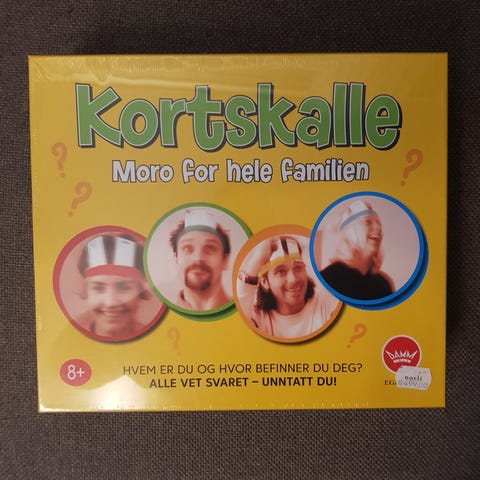 Kortskalle
Moro for hele familien
8+
HVEM ER DU OG HVOR BEFINNER DU DEG?
ALLE VET SVARET – UNNTATT DU!
DAMM
norli